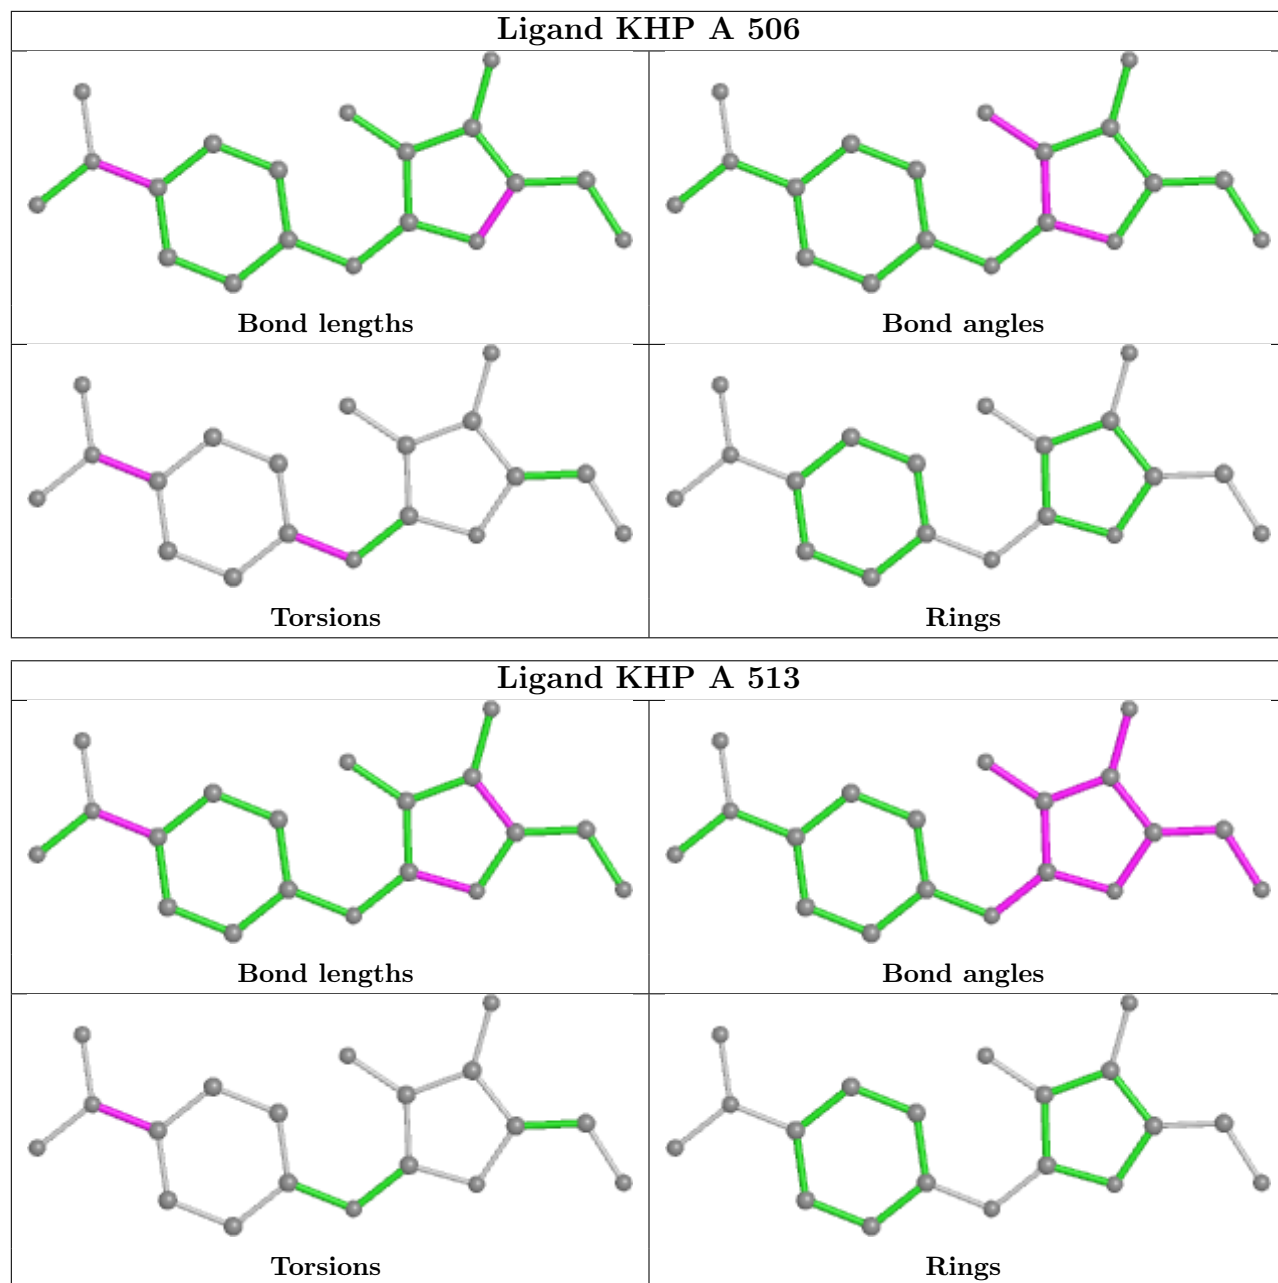 Ligand KHP A 506
Bond lengths
Bond angles
Torsions
Rings
Ligand KHP A 513
Bond lengths
Bond angles
Torsions
Rings